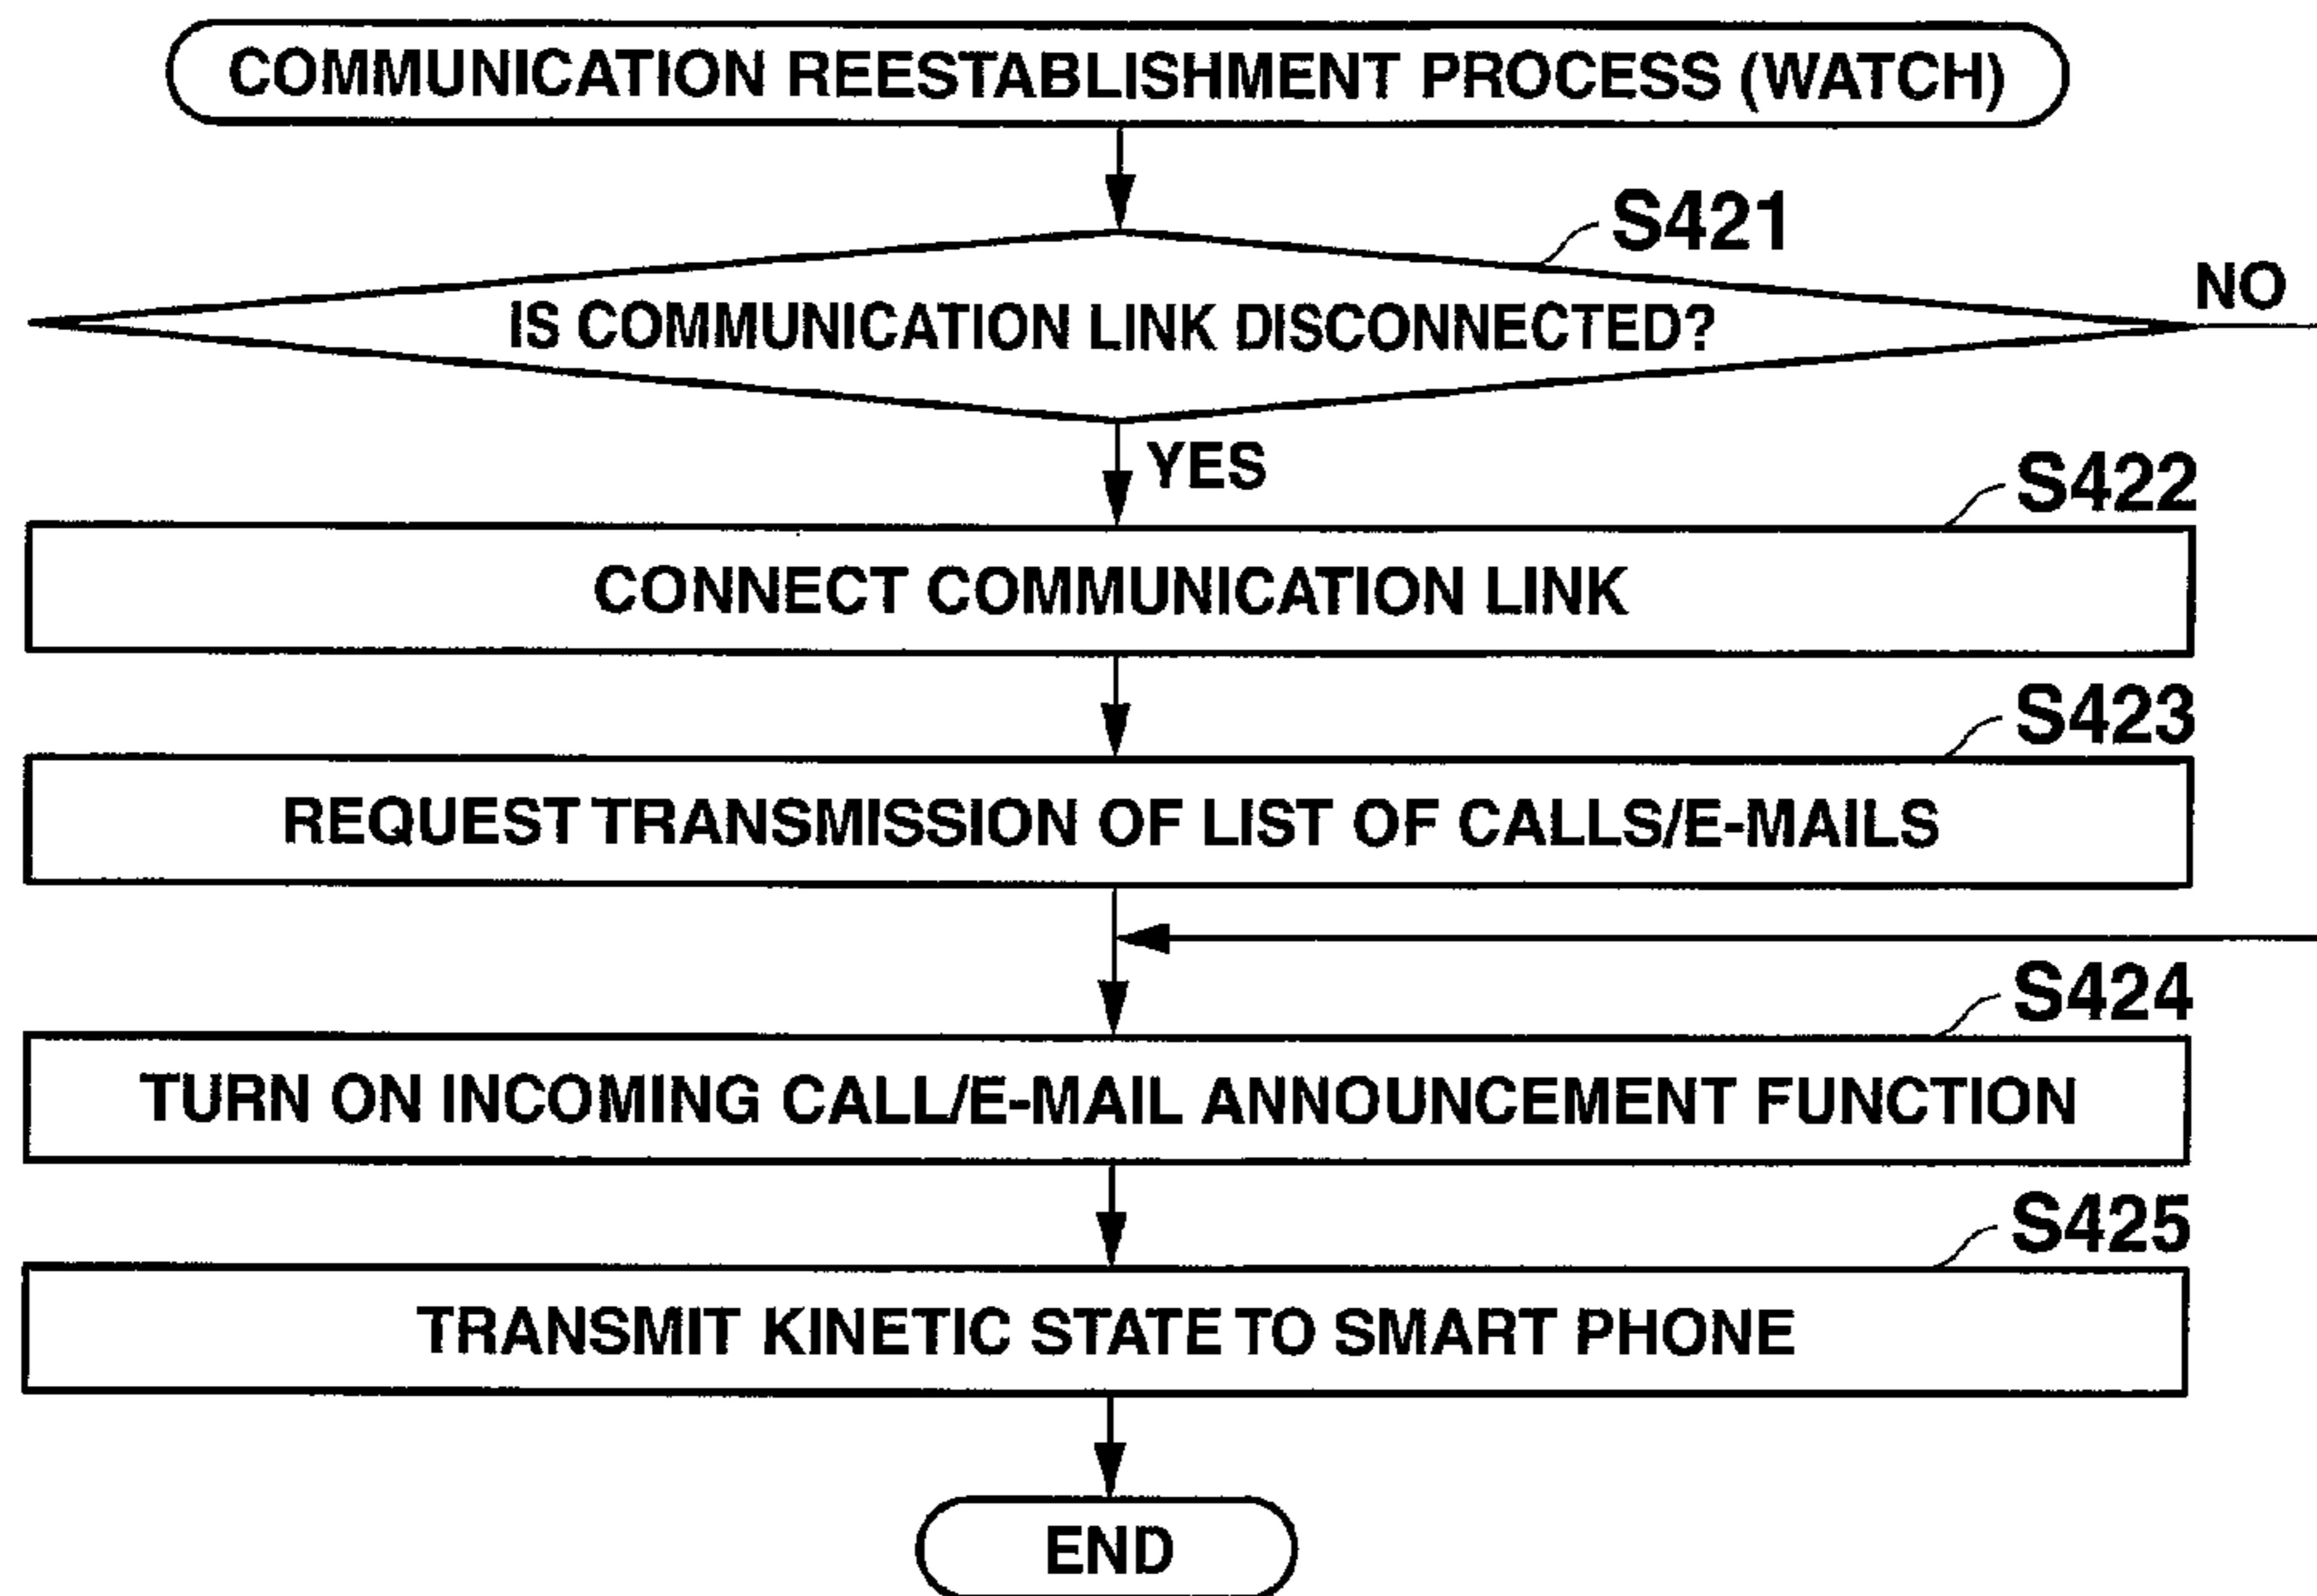 COMMUNICATION REESTABLISHMENT PROCESS (WATCH)
S421
NO
IS COMMUNICATION LINK DISCONNECTED?
YES
S422
CONNECT COMMUNICATION LINK
S423
REQUEST TRANSMISSION OF LIST OF CALLS/E-MAILS
S424
TURN ON INCOMING CALL/E-MAIL ANNOUNCEMENT FUNCTION
S425
TRANSMIT KINETIC STATE TO SMART PHONE
END